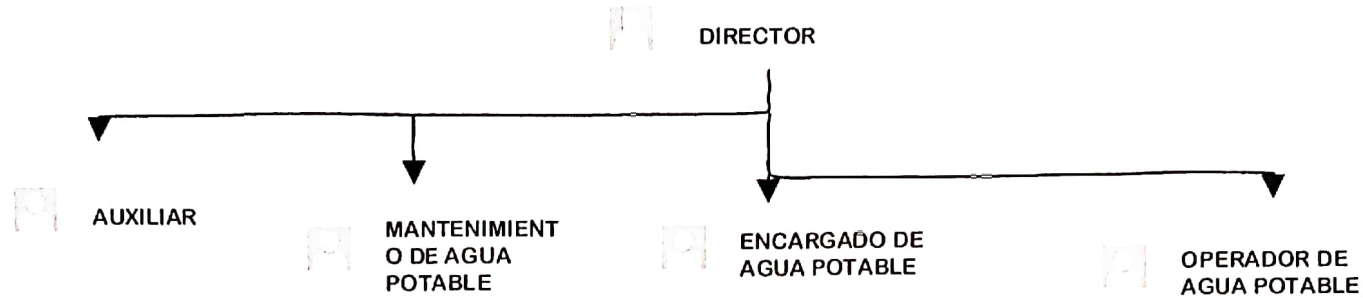 DIRECTOR
AUXILIAR
MANTENIMIENT
O DE AGUA
POTABLE
ENCARGADO DE
AGUA POTABLE
OPERADOR DE
AGUA POTABLE